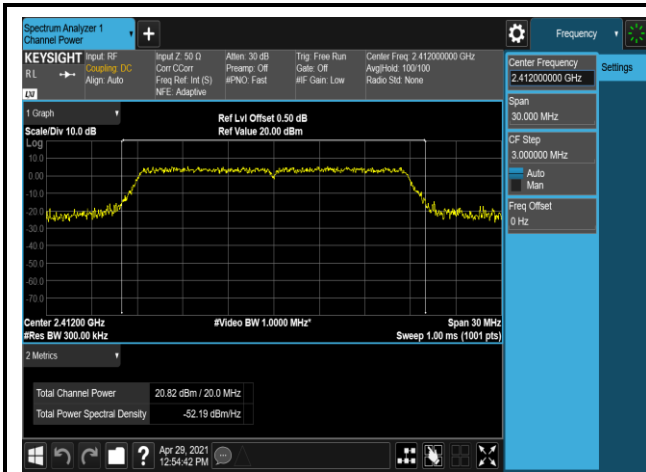 Spectrum Analyzer 1
Channel Power
Frequency
KEYSIGHT
RL
LXI
Input: RF
Coupling: DC
Align: Auto
Input Z: 50 Ω
Corr CCorr
Freq Ref: Int (S)
NFE: Adaptive
Atten: 30 dB
Preamp: Off
#PNO: Fast
Trig: Free Run
Gate: Off
#IF Gain: Low
Center Freq: 2.412000000 GHz
Avg|Hold: 100/100
Radio Std: None
Center Frequency
2.412000000 GHz
Settings
Span
30.000 MHz
CF Step
3.000000 MHz
Auto
Man
Freq Offset
0 Hz
1 Graph
Scale/Div 10.0 dB
Ref Lvl Offset 0.50 dB
Ref Value 20.00 dBm
Log
10.0
0.00
-10.0
-20.0
-30.0
-40.0
-50.0
-60.0
-70.0
Center 2.41200 GHz
#Video BW 1.0000 MHz*
Span 30 MHz
#Res BW 300.00 kHz
Sweep 1.00 ms (1001 pts)
2 Metrics
Total Channel Power 20.82 dBm / 20.0 MHz
Total Power Spectral Density -52.19 dBm/Hz
?
Apr 29, 2021
12:54:42 PM